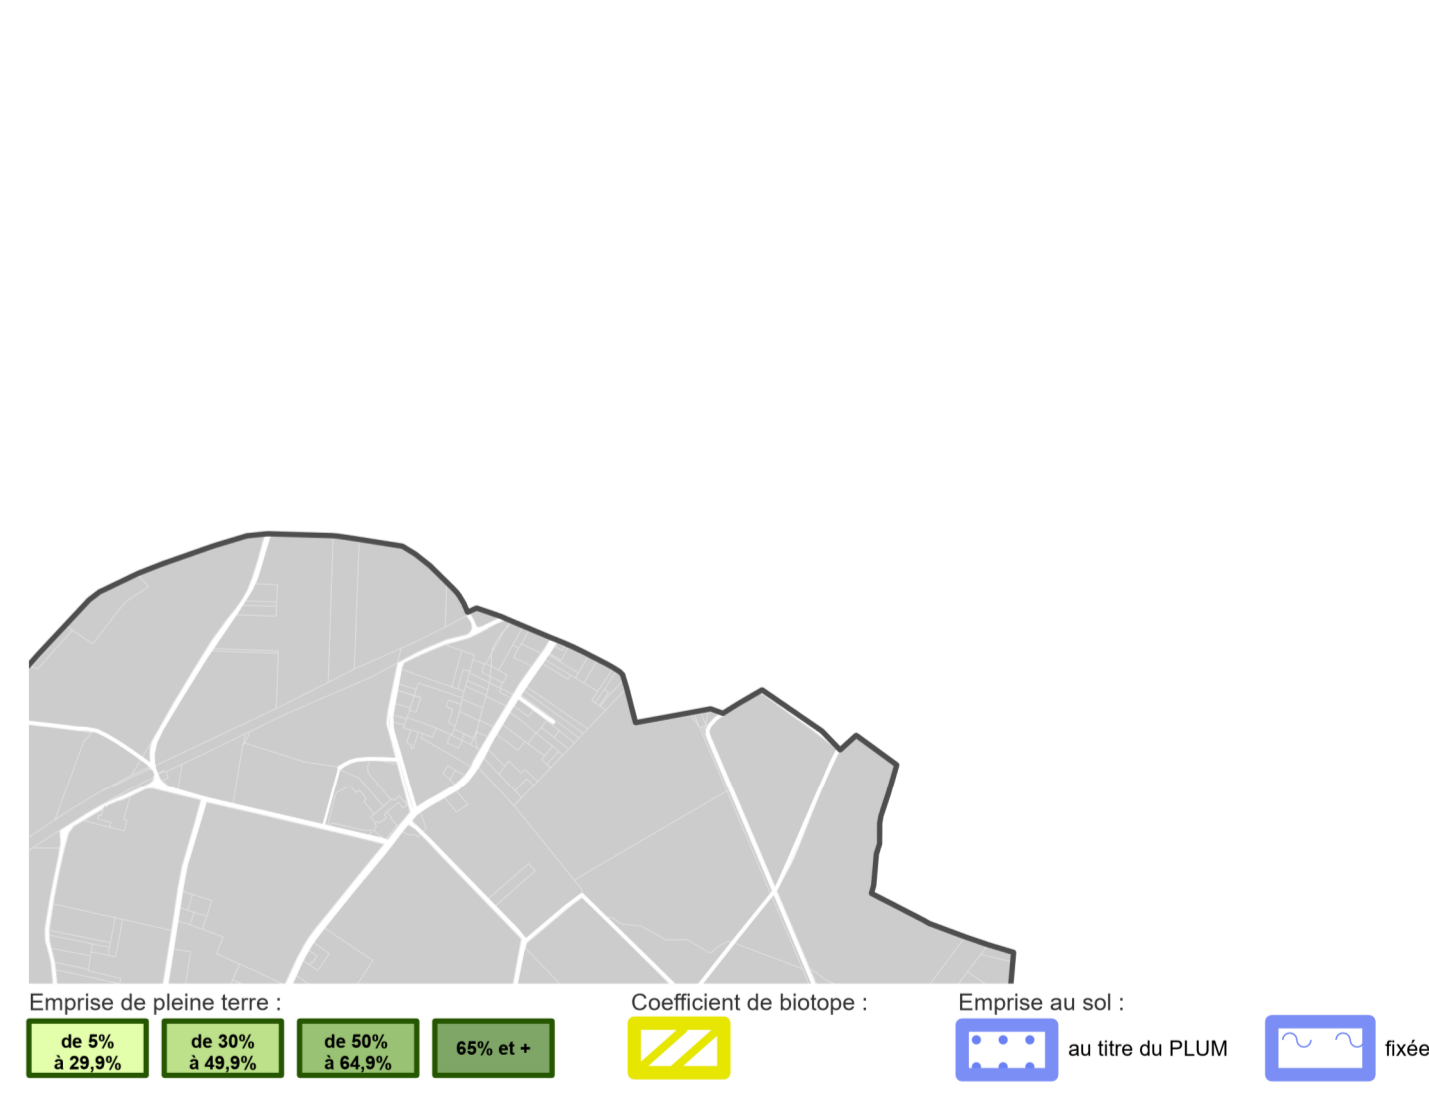 Emprise de pleine terre :
de 5%
à 29,9%
de 30%
à 49,9%
de 50%
à 64,9%
65% et +
Coefficient de biotope :
Emprise au sol :
au titre du PLUM
fixée